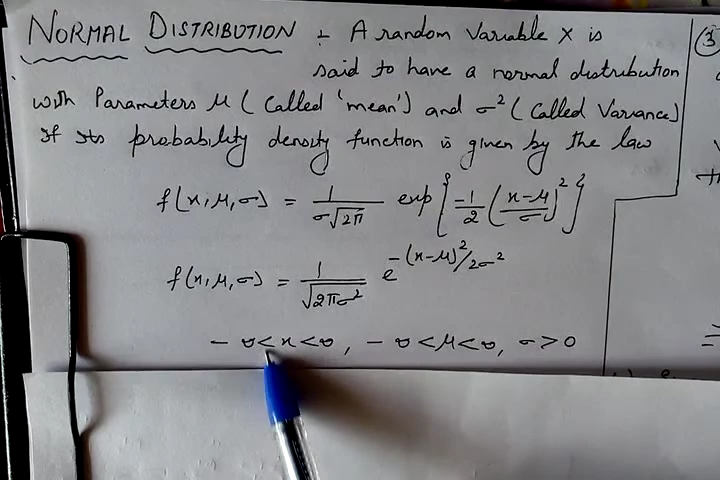 NORMAL DISTRIBUTION :- A random variable X is
said to have a normal distribution
with Parameters μ (Called 'mean') and σ² (Called Variance)
If its probability density function is given by the law
f(x, μ, σ) = 1/(σ√2π) exp{-1/2 ((x-μ)/σ)²}
f(x, μ, σ) = 1/√(2πσ²) e^-(x-μ)²/2σ²
- ∞ < x < ∞, - ∞ < μ < ∞, σ > 0
(3